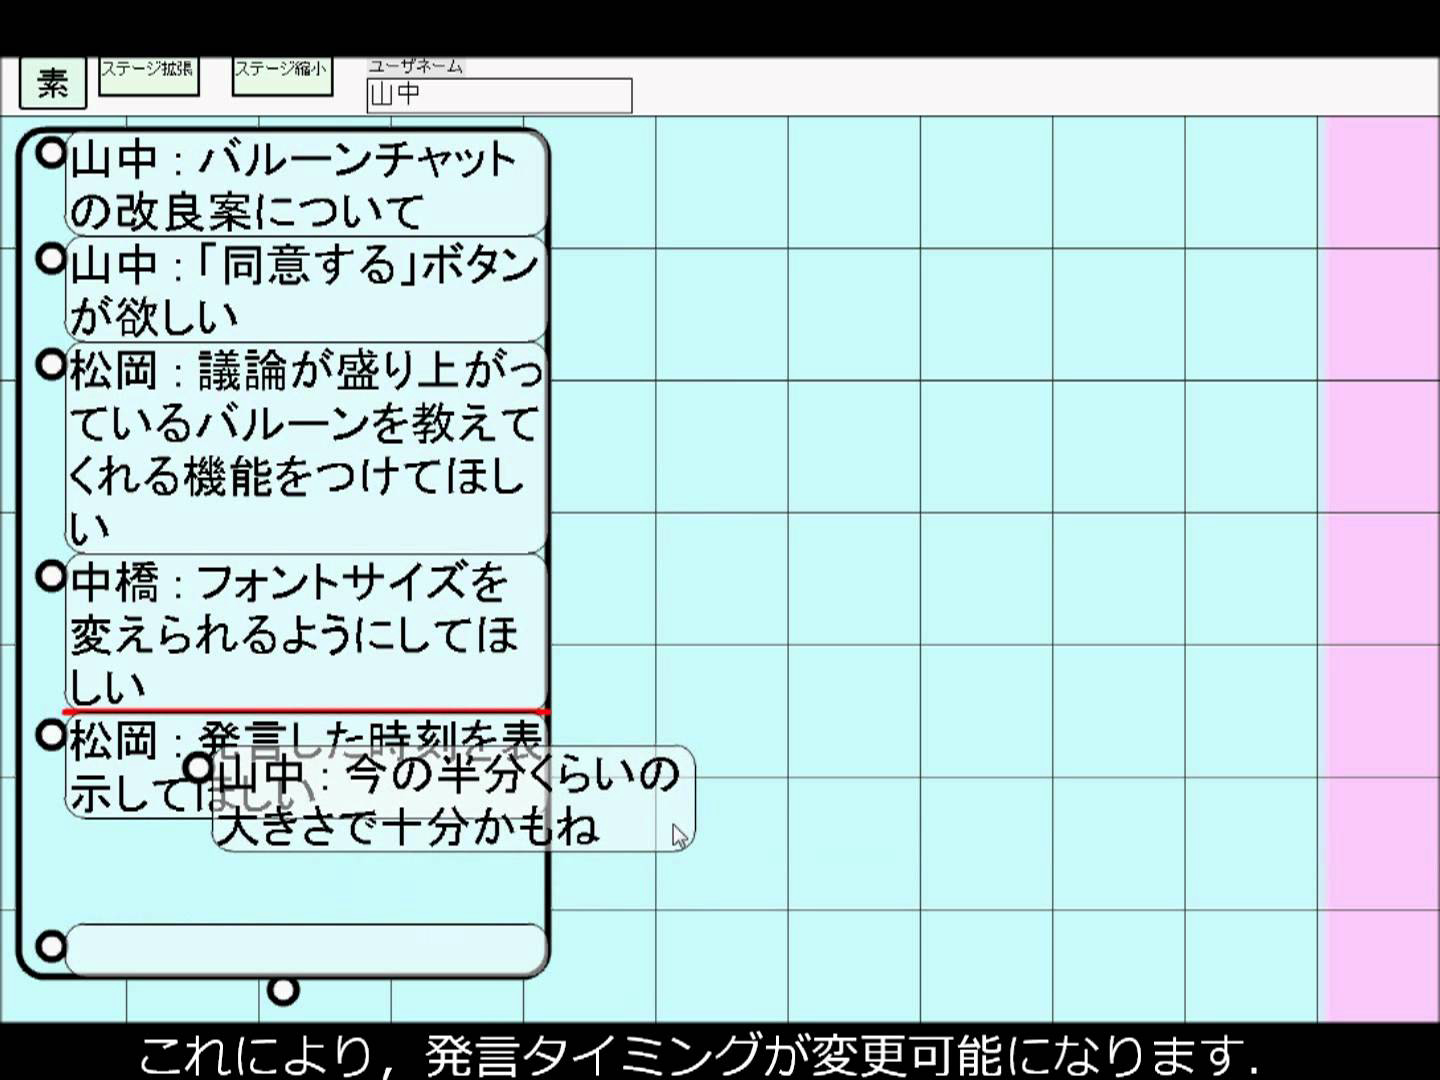 素
ステージ拡張
ステージ縮小
ユーザネーム
山中
山中：バルーンチャット
の改良案について
山中：「同意する」ボタン
が欲しい
松岡：議論が盛り上がっ
ているバルーンを教えて
くれる機能をつけてほし
い
中橋：フォントサイズを
変えられるようにしてほ
しい
松岡：発言した時刻を表
示してほしい
山中：今の半分くらいの
大きさで十分かもね
これにより，発言タイミングが変更可能になります．